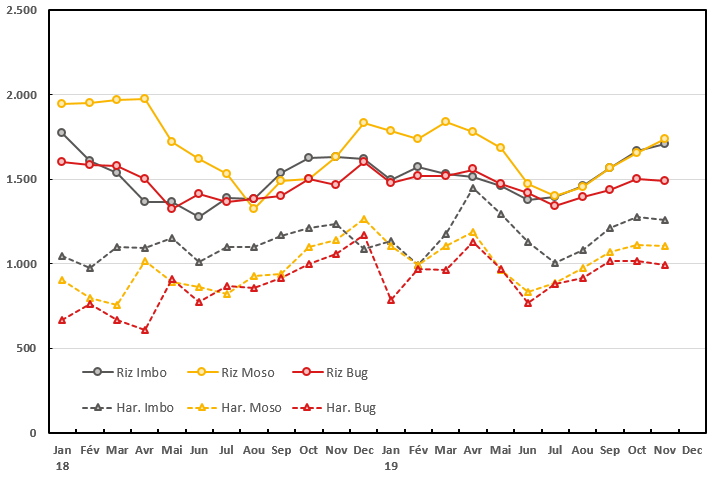 2.500
2.000
1.500
1.000
500
0
Riz Imbo Riz Moso Riz Bug
Har. Imbo Har. Moso Har. Bug
Jan Fév Mar Avr Mai Jun Jul Aou Sep Oct Nov Dec Jan Fév Mar Avr Mai Jun Jul Aou Sep Oct Nov Dec
18 19